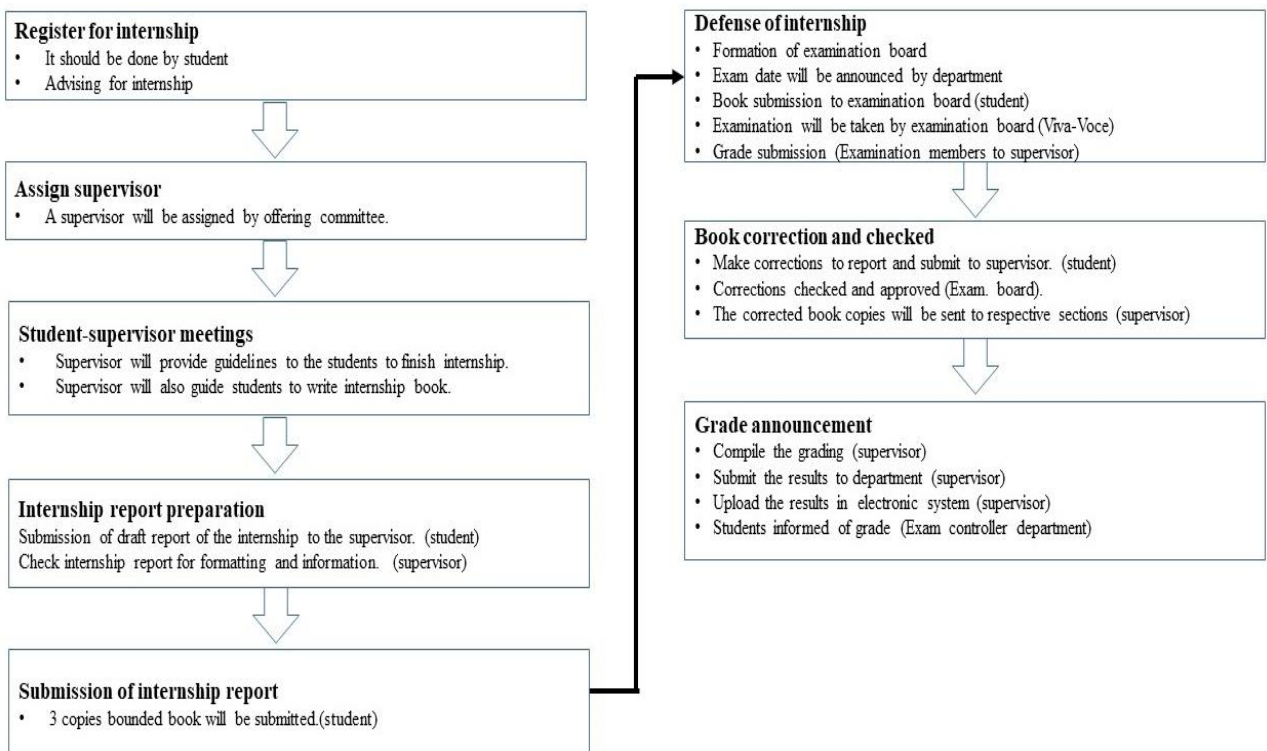 Register for internship
• It should be done by student
• Advising for internship
Assign supervisor
• A supervisor will be assigned by offering committee.
Student-supervisor meetings
• Supervisor will provide guidelines to the students to finish internship.
• Supervisor will also guide students to write internship book.
Internship report preparation
Submission of draft report of the internship to the supervisor. (student)
Check internship report for formatting and information. (supervisor)
Submission of internship report
• 3 copies bounded book will be submitted.(student)
Defense of internship
• Formation of examination board
• Exam date will be announced by department
• Book submission to examination board (student)
• Examination will be taken by examination board (Viva-Voce)
• Grade submission (Examination members to supervisor)
Book correction and checked
• Make corrections to report and submit to supervisor. (student)
• Corrections checked and approved (Exam. board).
• The corrected book copies will be sent to respective sections (supervisor)
Grade announcement
• Compile the grading (supervisor)
• Submit the results to department (supervisor)
• Upload the results in electronic system (supervisor)
• Students informed of grade (Exam controller department)